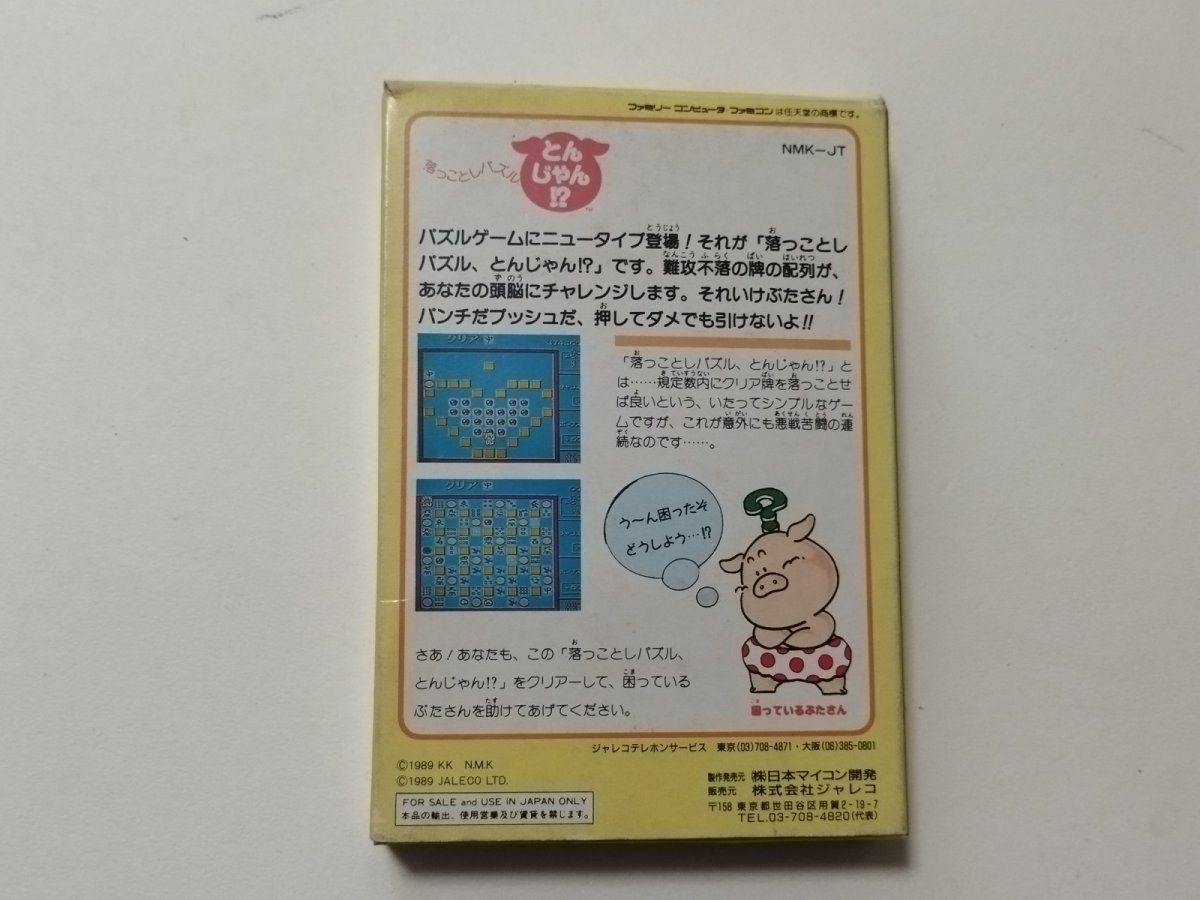 ファミリー コンピュータ ファミコンは任天堂の商標です。
NMK-JT
落っことしパズル
とん
じゃん
!?
TM
パズルゲームにニュータイプ登場！それが「落っことし
パズル、とんじゃん!?」です。難攻不落の牌の配列が、
あなたの頭脳にチャレンジします。それいけぶたさん！
パンチだプッシュだ、押してダメでも引けないよ!!
クリア 中
「落っことしパズル、とんじゃん!?」と
は……規定数内にクリア牌を落っことせ
ば良いという、いたってシンプルなゲー
ムですが、これが意外にも悪戦苦闘の連
続なのです……。
クリア 中
う〜ん困ったぞ
どうしよう…!?
さあ！あなたも、この「落っことしパズル、
とんじゃん!?」をクリアーして、困っている
ぶたさんを助けてあげてください。
困っているぶたさん
ジャレコテレホンサービス 東京(03)708-4871・大阪(06)385-0801
©1989 KK N.M.K
©1989 JALECO LTD.
FOR SALE and USE IN JAPAN ONLY
本品の輸出、使用営業及び賃貸を禁じます。
製作発売元 (株)日本マイコン開発
販売元 株式会社ジャレコ
〒158 東京都世田谷区用賀2-19-7
TEL.03-708-4820(代表)